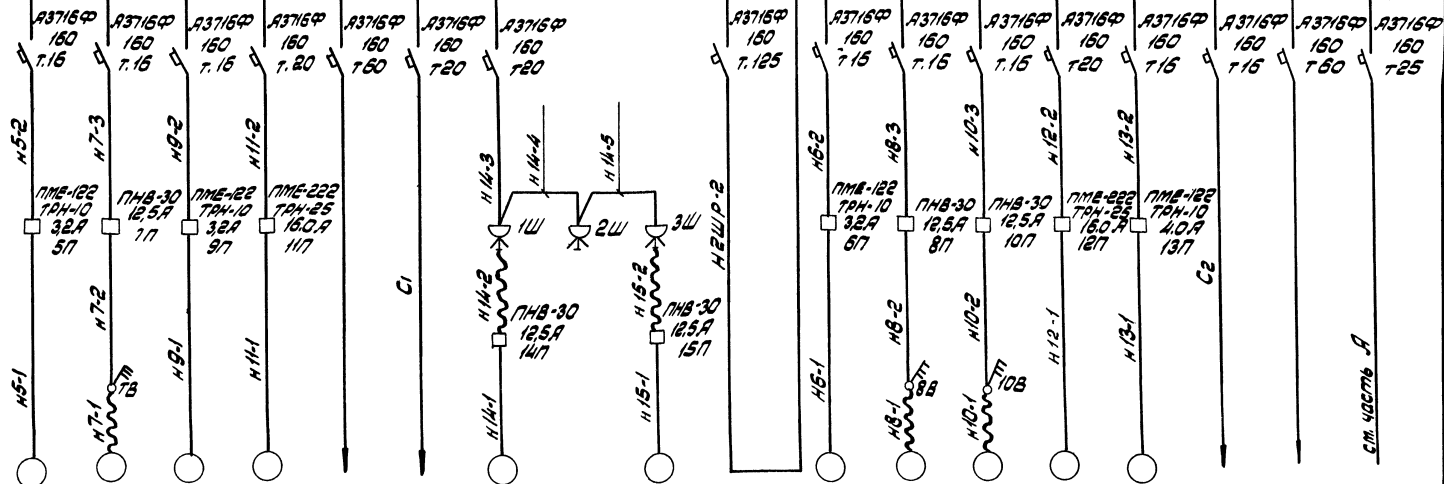 А3716Ф
160
Т.16
А3716Ф
160
Т.16
А3716Ф
160
Т.16
А3716Ф
160
Т.20
А3716Ф
160
Т60
А3716Ф
160
Т20
А3716Ф
160
Т20
А3716Ф
160
Т.125
А3716Ф
160
Т16
А3716Ф
160
Т.16
А3716Ф
160
Т.16
А3716Ф
160
Т20
А3716Ф
160
Т16
А3716Ф
160
Т16
А3716Ф
160
Т60
А3716Ф
160
Т25
Н5-2
Н7-3
Н9-2
Н11-2
Н14-3
Н14-4
Н14-5
Н6-2
Н8-3
Н10-3
Н12-2
Н13-2
ПМЕ-122
ТРН-10
3,2А
5П
ПНВ-30
12,5А
7П
ПМЕ-122
ТРН-10
3,2А
9П
ПМЕ-222
ТРН-25
16.0.А
11П
1Ш
2Ш
3Ш
Н2ШР-2
ПМЕ-122
ТРН-10
3,2А
6П
ПНВ-30
12,5А
8П
ПНВ-30
12,5А
10П
ПМЕ-222
ТРН-25
16.0 А
12П
ПМЕ-122
ТРН-10
4.0А
13П
С1
С2
Н7-2
Н14-2
ПНВ-30
12,5А
14П
Н15-2
ПНВ-30
12.5А
15П
Н8-2
Н10-2
Н5-1
Н7-1
7В
Н9-1
Н11-1
Н14-1
Н15-1
Н6-1
Н8-1
8В
Н10-1
10В
Н12-1
Н13-1
см. часть А